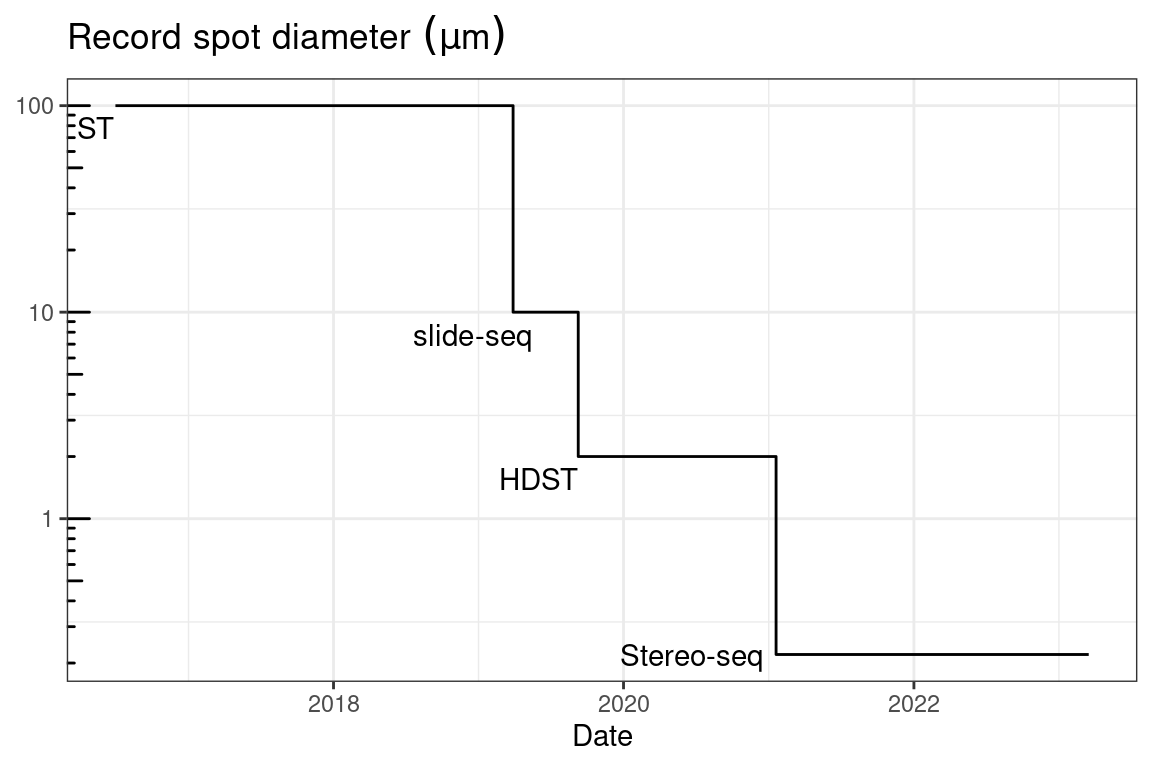 Record spot diameter (μm)
100
ST
10
slide-seq
HDST
1
Stereo-seq
2018 2020 2022
Date